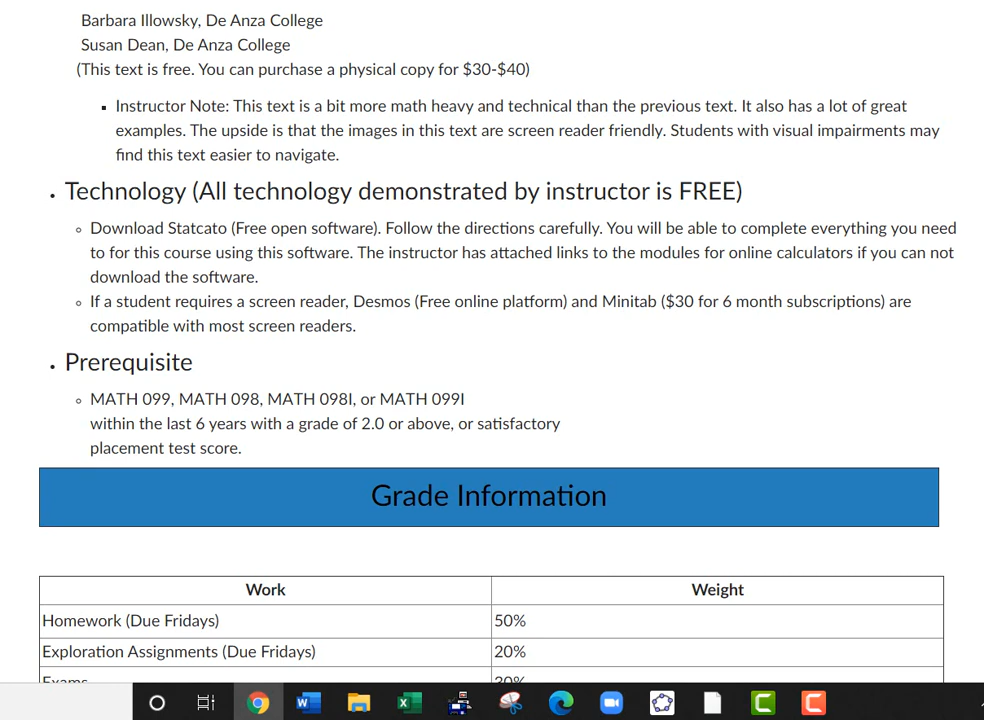 Barbara Illowsky, De Anza College
Susan Dean, De Anza College
(This text is free. You can purchase a physical copy for $30-$40)
Instructor Note: This text is a bit more math heavy and technical than the previous text. It also has a lot of great
examples. The upside is that the images in this text are screen reader friendly. Students with visual impairments may
find this text easier to navigate.
Technology (All technology demonstrated by instructor is FREE)
Download Statcato (Free open software). Follow the directions carefully. You will be able to complete everything you need
to for this course using this software. The instructor has attached links to the modules for online calculators if you can not
download the software.
If a student requires a screen reader, Desmos (Free online platform) and Minitab ($30 for 6 month subscriptions) are
compatible with most screen readers.
Prerequisite
MATH 099, MATH 098, MATH 098I, or MATH 099I
within the last 6 years with a grade of 2.0 or above, or satisfactory
placement test score.
Grade Information
Work Weight
Homework (Due Fridays) 50%
Exploration Assignments (Due Fridays) 20%
Exams 30%